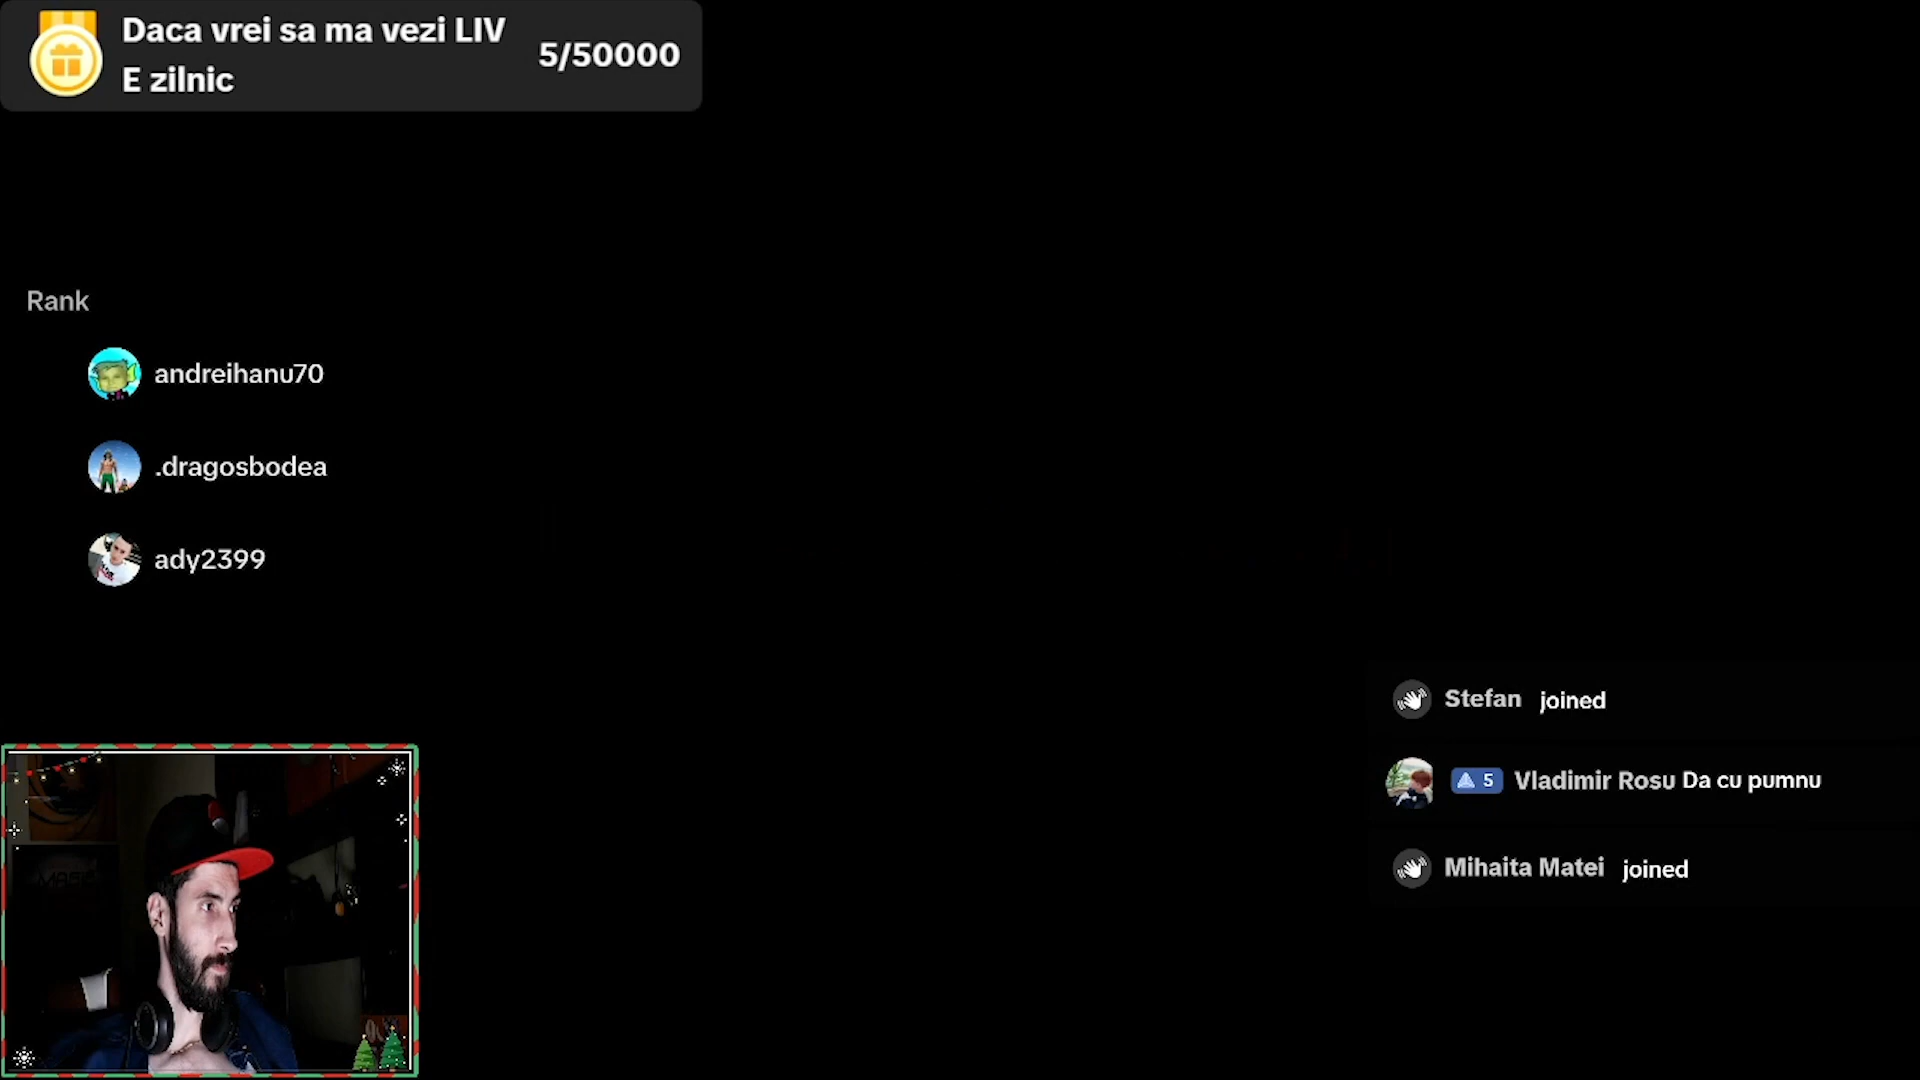 Daca vrei sa ma vezi LIV
E zilnic
5/50000
Rank
andreihanu70
.dragosbodea
ady2399
Stefan joined
5 Vladimir Rosu Da cu pumnu
Mihaita Matei joined